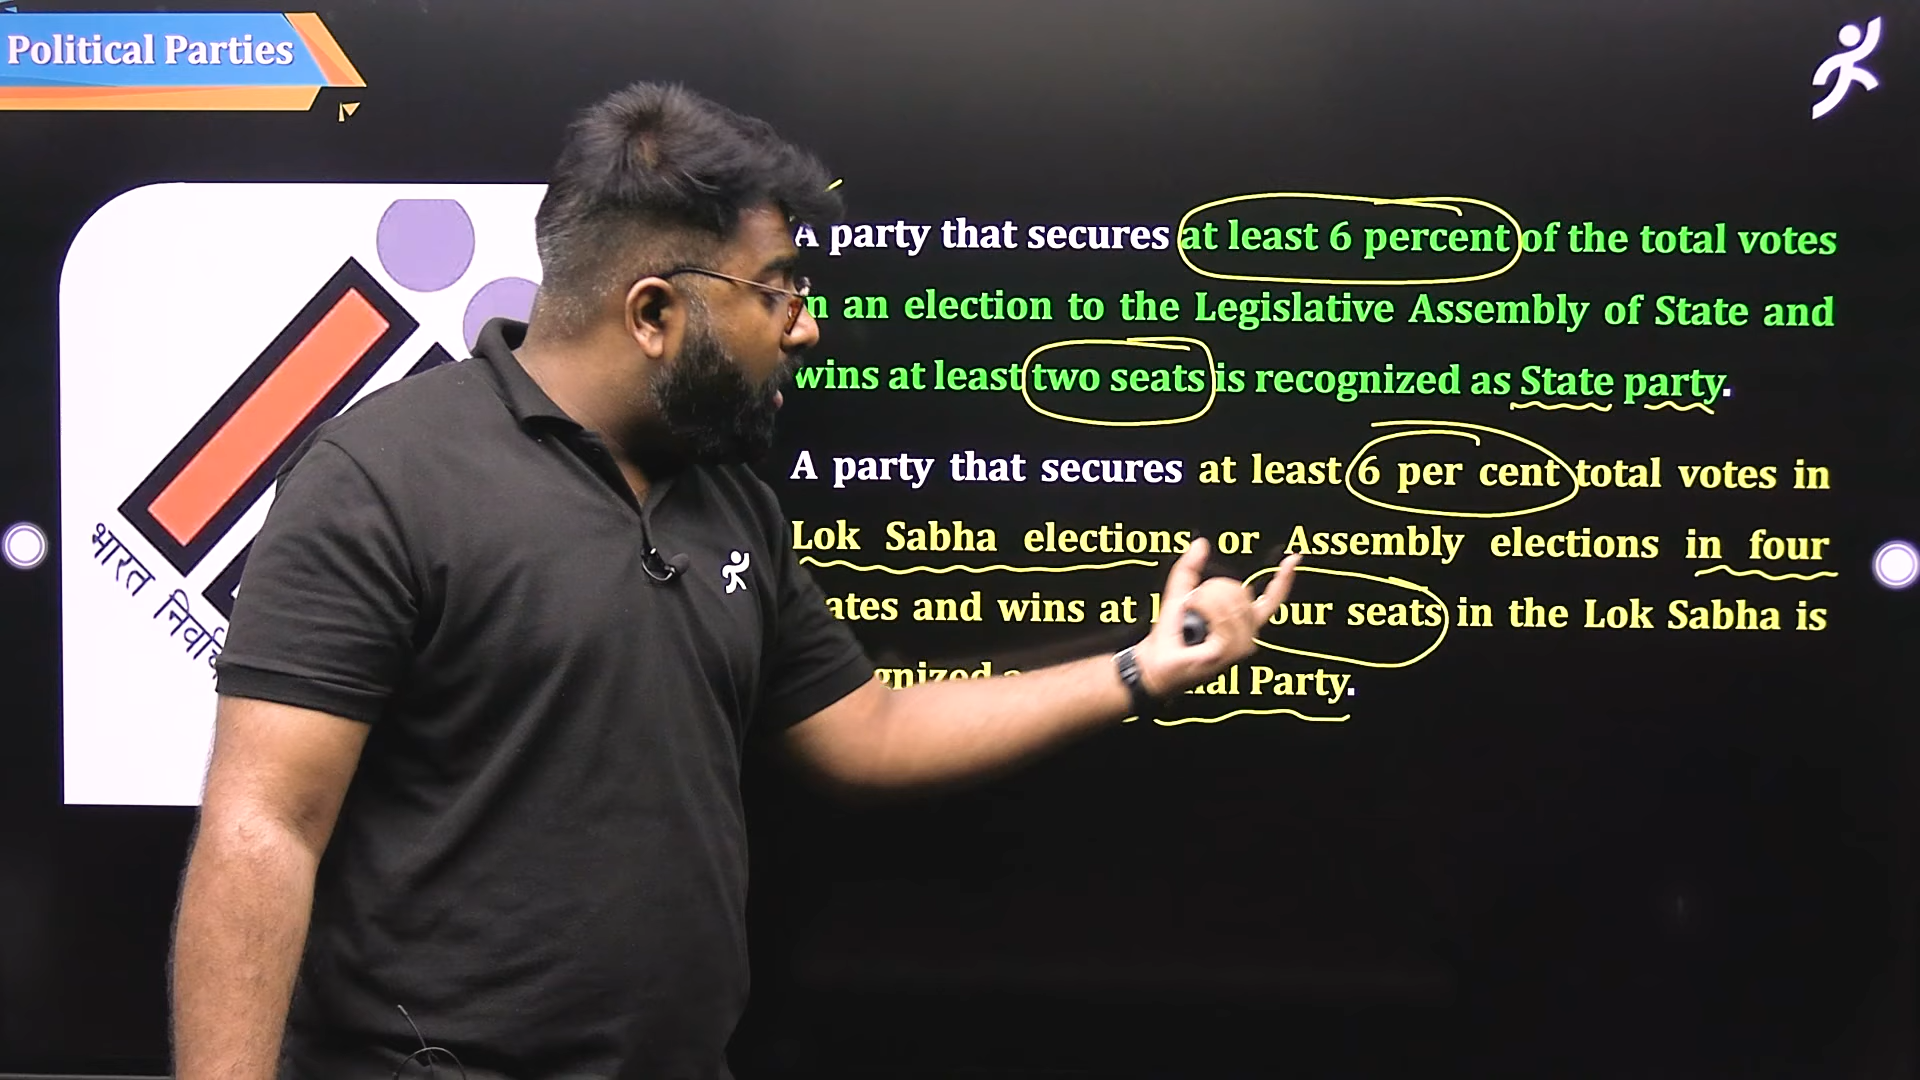 Political Parties
party that secures at least 6 percent of the total votes
an election to the Legislative Assembly of State and
wins at least two seats is recognized as State party.
A party that secures at least 6 per cent total votes in
Lok Sabha elections or Assembly elections in four
and wins at seats in the Lok Sabha is
Party.
भारत